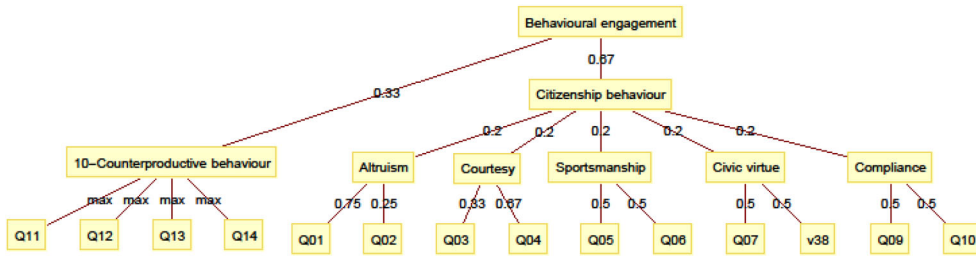 Behavioural engagement
0.33
0.67
Citizenship behaviour
0.2 0.2 0.2 0.2 0.2
10-Counterproductive behaviour
Altruism
Courtesy
Sportsmanship
Civic virtue
Compliance
max max max max
0.75 0.25
0.33 0.67
0.5 0.5
0.5 0.5
0.5 0.5
Q11 Q12 Q13 Q14 Q01 Q02 Q03 Q04 Q05 Q06 Q07 v38 Q09 Q10